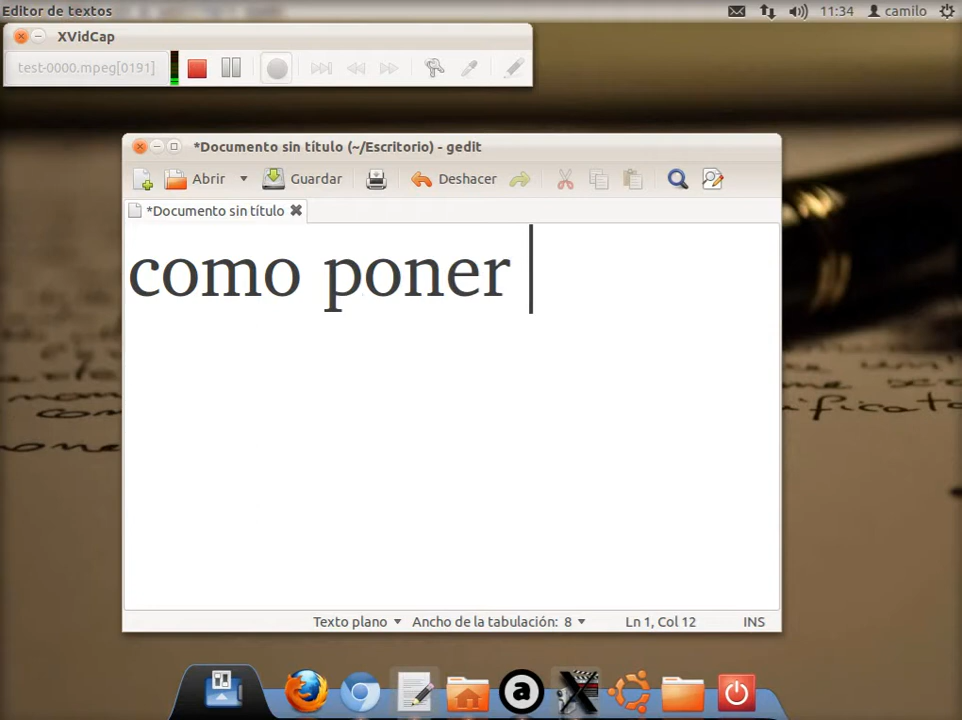 Editor de textos
11:34
camilo
XVidCap
test-0000.mpeg[0191]
*Documento sin título (~/Escritorio) - gedit
Abrir
Guardar
Deshacer
*Documento sin título
como poner
Texto plano
Ancho de la tabulación: 8
Ln 1, Col 12
INS
a